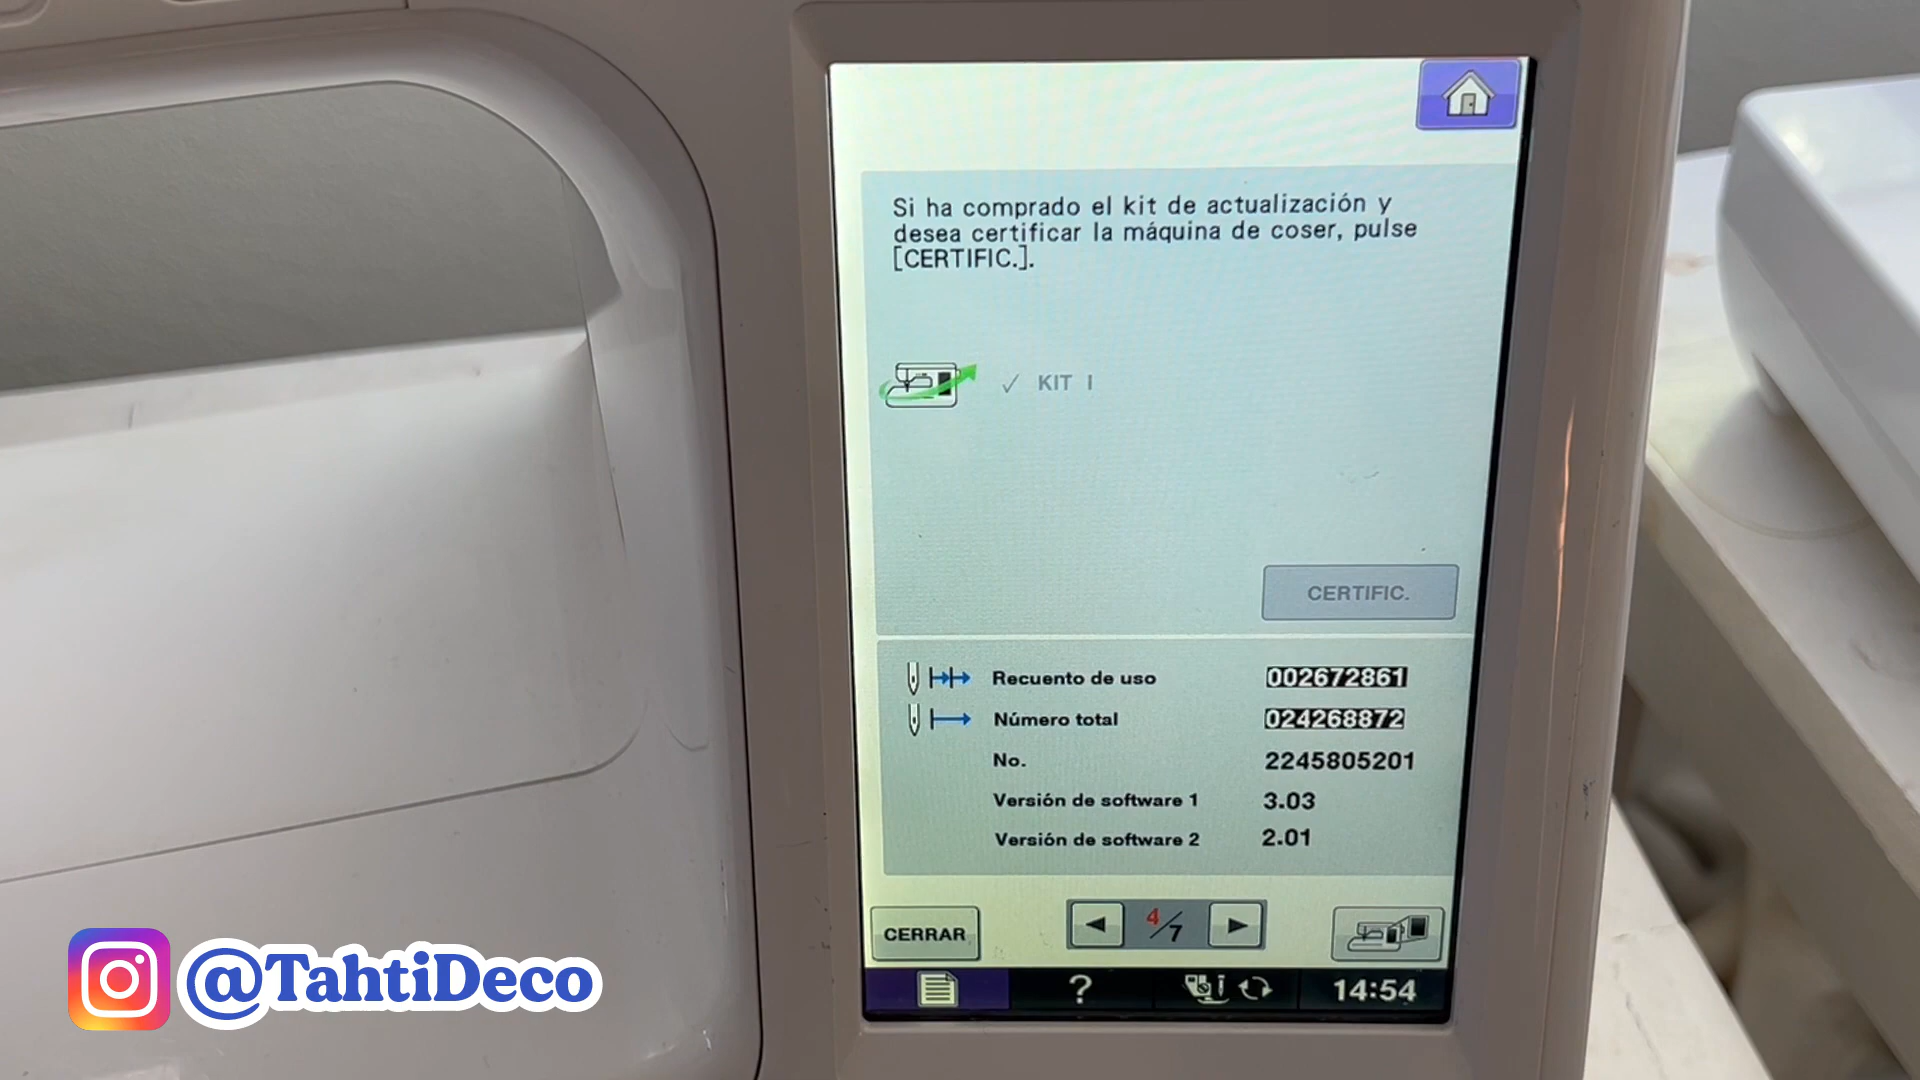 Si ha comprado el kit de actualización y
desea certificar la máquina de coser, pulse
[CERTIFIC.].
✓ KIT I
CERTIFIC.
Recuento de uso 002672861
Número total 024268872
No. 2245805201
Versión de software 1 3.03
Versión de software 2 2.01
CERRAR
4/7
?
14:54
@TahtiDeco